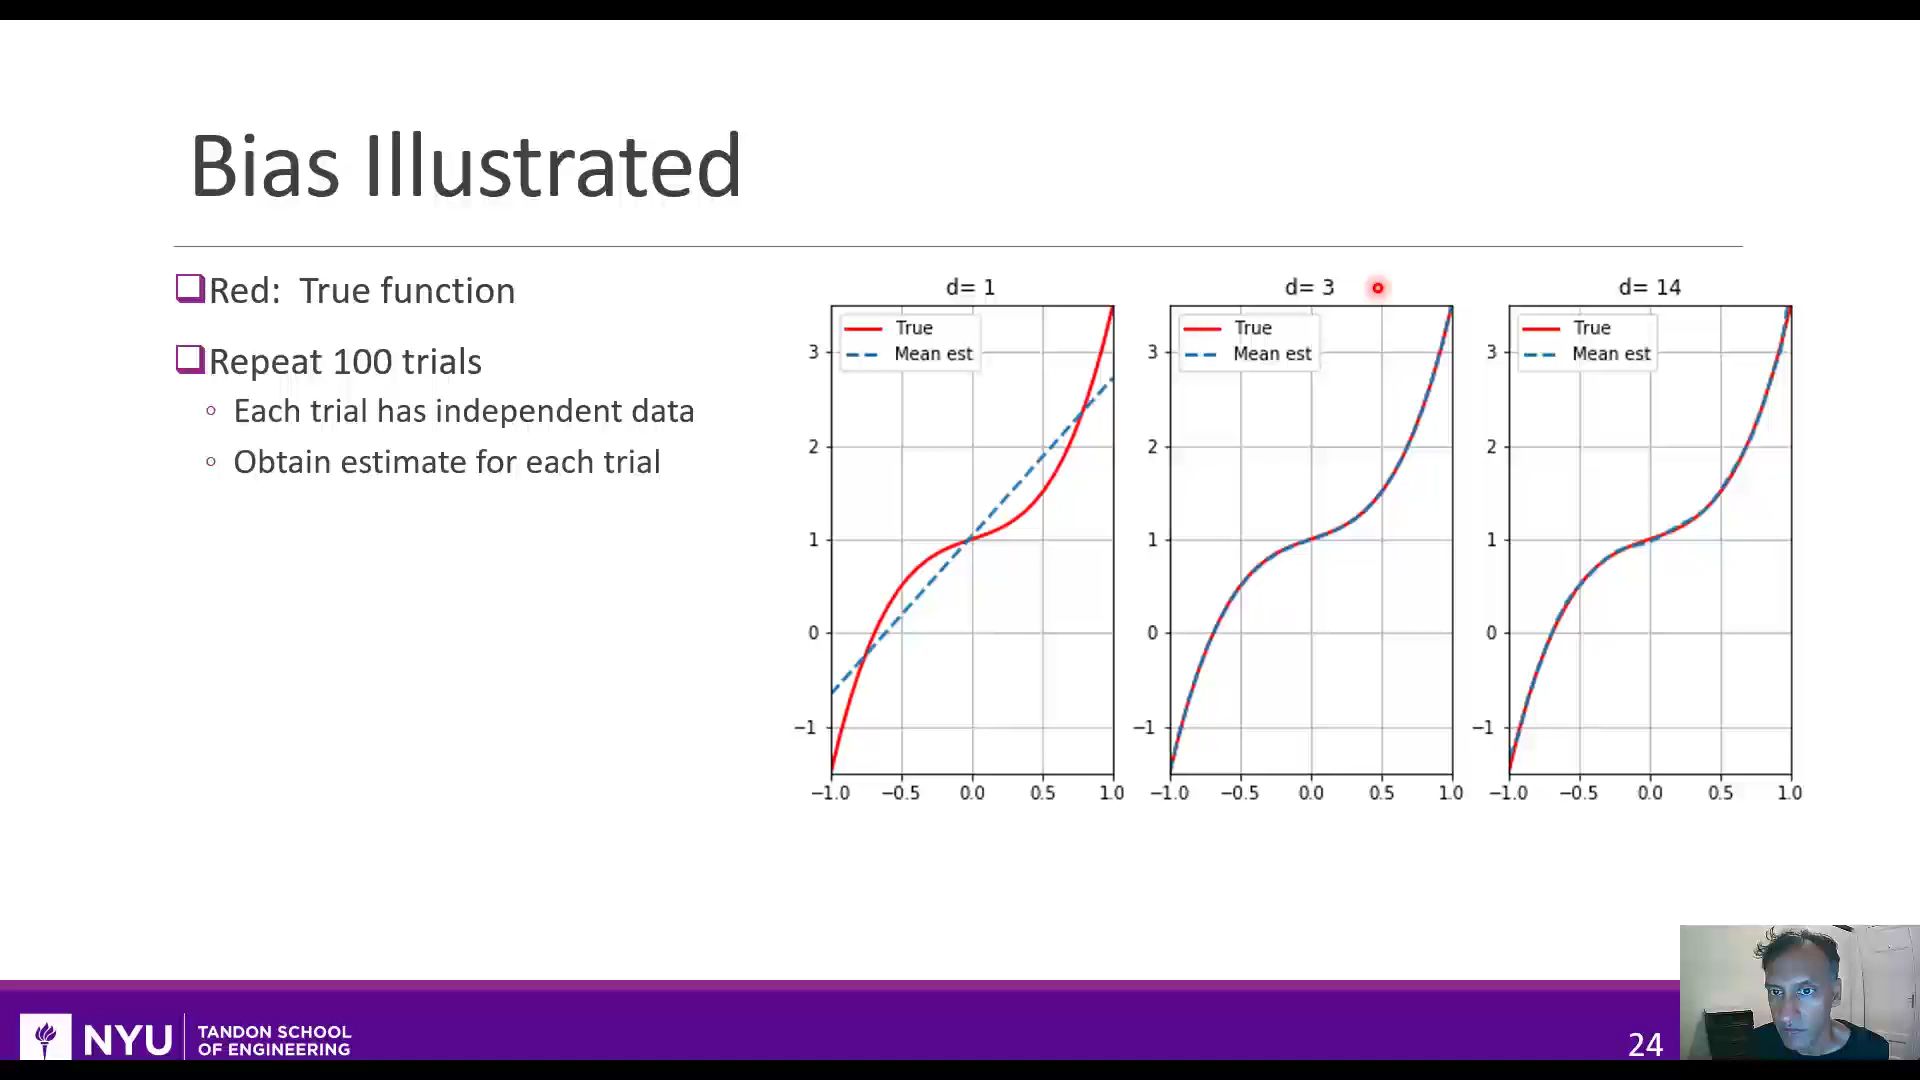 Bias Illustrated
Red: True function
Repeat 100 trials
Each trial has independent data
Obtain estimate for each trial
d= 1
True
Mean est
3
2
1
0
−1
−1.0 −0.5 0.0 0.5 1.0
d= 3
True
Mean est
3
2
1
0
−1
−1.0 −0.5 0.0 0.5 1.0
d= 14
True
Mean est
3
2
1
0
−1
−1.0 −0.5 0.0 0.5 1.0
NYU
TANDON SCHOOL
OF ENGINEERING
24